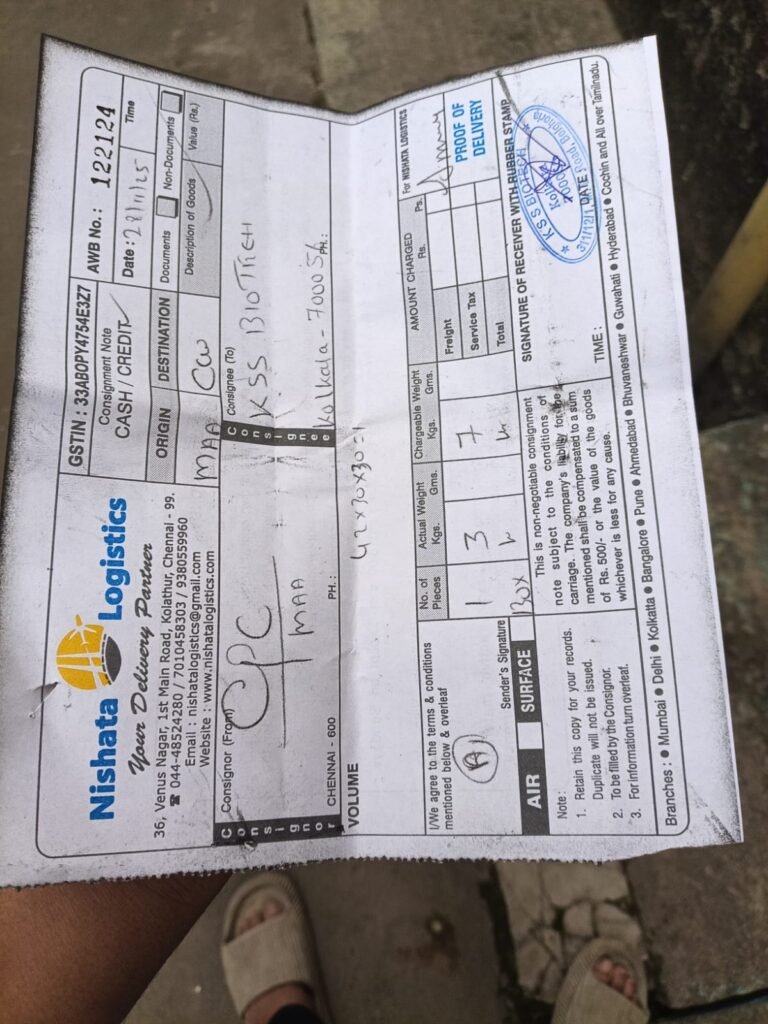 Nishata
Logistics
Your Delivery Partner
36, Venus Nagar, 1st Main Road, Kolathur, Chennai - 99.
☎ 044-48524280 / 7010458303 / 9380559960
Email : nishatalogistics@gmail.com
Website : www.nishatalogistics.com
GSTIN : 33ABOPY4754E3Z7
Consignment Note
CASH / CREDIT
AWB No. : 122124
Date : 28/11/25
Time
ORIGIN
DESTINATION
MAA
CCU
Documents
Non-Documents
Description of Goods
Value (Rs.)
Consignor
Consignor (From)
CPC
MAA
CHENNAI - 600
PH. :
Consignee
Consignee (To)
KSS BIOTHECH
Kolkala - 700056
PH. :
VOLUME
42x30x30=1
I/We agree to the terms & conditions
mentioned below & overleaf
A
Sender's Signature
No. of Pieces
Actual Weight
Kgs. Gms.
Chargeable Weight
Kgs. Gms.
1
3
7
BOX
AMOUNT CHARGED
Rs. Ps.
Freight
Service Tax
Total
For NISHATA LOGISTICS
PROOF OF
DELIVERY
AIR
SURFACE
This is non-negotiable consignment
note subject to the conditions of
carriage. The company's liability for the
mentioned shall be compensated to a sum
of Rs. 500/- or the value of the goods
whichever is less for any cause.
SIGNATURE OF RECEIVER WITH RUBBER STAMP
K S S BIOTECH
Road, Belgharia
DATE
TIME :
Note :
1. Retain this copy for your records.
Duplicate will not be issued.
2. To be filled by the Consignor.
3. For information turn overleaf.
Branches : ● Mumbai ● Delhi ● Kolkatta ● Bangalore ● Pune ● Ahmedabad ● Bhuvaneshwar ● Guwahati ● Hyderabad ● Cochin and All over Tamilnadu.